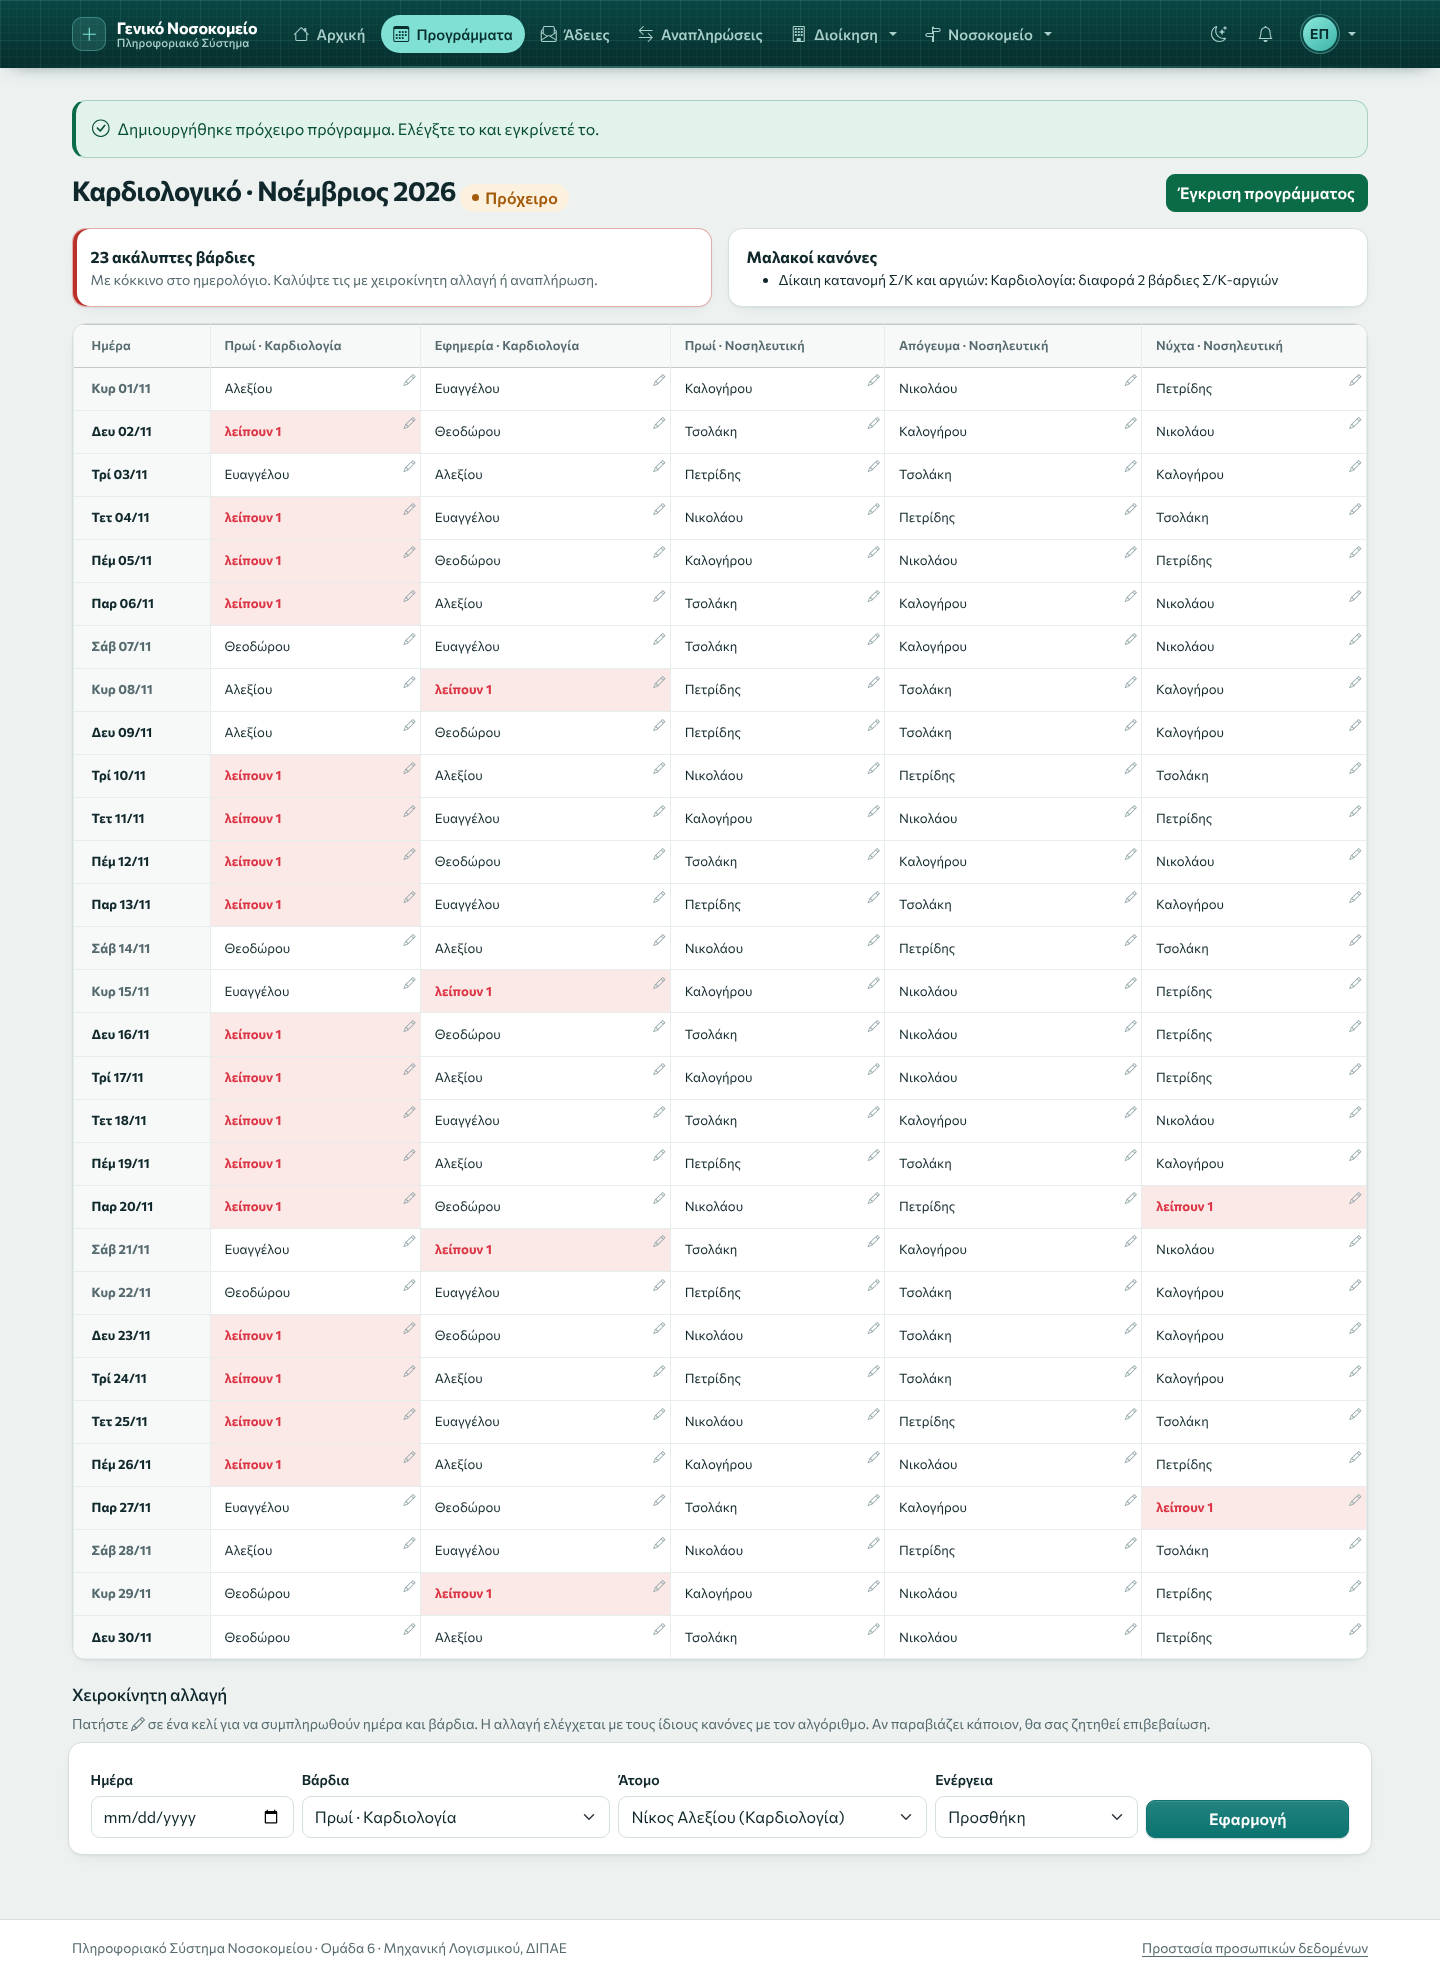 Γενικό Νοσοκομείο
Πληροφοριακό Σύστημα
Αρχική Προγράμματα Άδειες Αναπληρώσεις Διοίκηση Νοσοκομείο ΕΠ
Δημιουργήθηκε πρόχειρο πρόγραμμα. Ελέγξτε το και εγκρίνετέ το.
Καρδιολογικό · Νοέμβριος 2026 Πρόχειρο Έγκριση προγράμματος
23 ακάλυπτες βάρδιες
Με κόκκινο στο ημερολόγιο. Καλύψτε τις με χειροκίνητη αλλαγή ή αναπλήρωση.
Μαλακοί κανόνες
• Δίκαιη κατανομή Σ/Κ και αργιών: Καρδιολογία: διαφορά 2 βάρδιες Σ/Κ-αργιών
Ημέρα Πρωί · Καρδιολογία Εφημερία · Καρδιολογία Πρωί · Νοσηλευτική Απόγευμα · Νοσηλευτική Νύχτα · Νοσηλευτική
Κυρ 01/11 Αλεξίου Ευαγγέλου Καλογήρου Νικολάου Πετρίδης
Δευ 02/11 λείπουν 1 Θεοδώρου Τσολάκη Καλογήρου Νικολάου
Τρί 03/11 Ευαγγέλου Αλεξίου Πετρίδης Τσολάκη Καλογήρου
Τετ 04/11 λείπουν 1 Ευαγγέλου Νικολάου Πετρίδης Τσολάκη
Πέμ 05/11 λείπουν 1 Θεοδώρου Καλογήρου Νικολάου Πετρίδης
Παρ 06/11 λείπουν 1 Αλεξίου Τσολάκη Καλογήρου Νικολάου
Σάβ 07/11 Θεοδώρου Ευαγγέλου Τσολάκη Καλογήρου Νικολάου
Κυρ 08/11 Αλεξίου λείπουν 1 Πετρίδης Τσολάκη Καλογήρου
Δευ 09/11 Αλεξίου Θεοδώρου Πετρίδης Τσολάκη Καλογήρου
Τρί 10/11 λείπουν 1 Αλεξίου Νικολάου Πετρίδης Τσολάκη
Τετ 11/11 λείπουν 1 Ευαγγέλου Καλογήρου Νικολάου Πετρίδης
Πέμ 12/11 λείπουν 1 Θεοδώρου Τσολάκη Καλογήρου Νικολάου
Παρ 13/11 λείπουν 1 Ευαγγέλου Πετρίδης Τσολάκη Καλογήρου
Σάβ 14/11 Θεοδώρου Αλεξίου Νικολάου Πετρίδης Τσολάκη
Κυρ 15/11 Ευαγγέλου λείπουν 1 Καλογήρου Νικολάου Πετρίδης
Δευ 16/11 λείπουν 1 Θεοδώρου Τσολάκη Νικολάου Πετρίδης
Τρί 17/11 λείπουν 1 Αλεξίου Καλογήρου Νικολάου Πετρίδης
Τετ 18/11 λείπουν 1 Ευαγγέλου Τσολάκη Καλογήρου Νικολάου
Πέμ 19/11 λείπουν 1 Αλεξίου Πετρίδης Τσολάκη Καλογήρου
Παρ 20/11 λείπουν 1 Θεοδώρου Νικολάου Πετρίδης λείπουν 1
Σάβ 21/11 Ευαγγέλου λείπουν 1 Τσολάκη Καλογήρου Νικολάου
Κυρ 22/11 Θεοδώρου Ευαγγέλου Πετρίδης Τσολάκη Καλογήρου
Δευ 23/11 λείπουν 1 Θεοδώρου Νικολάου Τσολάκη Καλογήρου
Τρί 24/11 λείπουν 1 Αλεξίου Πετρίδης Τσολάκη Καλογήρου
Τετ 25/11 λείπουν 1 Ευαγγέλου Νικολάου Πετρίδης Τσολάκη
Πέμ 26/11 λείπουν 1 Αλεξίου Καλογήρου Νικολάου Πετρίδης
Παρ 27/11 Ευαγγέλου Θεοδώρου Τσολάκη Καλογήρου λείπουν 1
Σάβ 28/11 Αλεξίου Ευαγγέλου Νικολάου Πετρίδης Τσολάκη
Κυρ 29/11 Θεοδώρου λείπουν 1 Καλογήρου Νικολάου Πετρίδης
Δευ 30/11 Θεοδώρου Αλεξίου Τσολάκη Νικολάου Πετρίδης
Χειροκίνητη αλλαγή
Πατήστε σε ένα κελί για να συμπληρωθούν ημέρα και βάρδια. Η αλλαγή ελέγχεται με τους ίδιους κανόνες με τον αλγόριθμο. Αν παραβιάζει κάποιον, θα σας ζητηθεί επιβεβαίωση.
Ημέρα Βάρδια Άτομο Ενέργεια
mm/dd/yyyy Πρωί · Καρδιολογία Νίκος Αλεξίου (Καρδιολογία) Προσθήκη Εφαρμογή
Πληροφοριακό Σύστημα Νοσοκομείου · Ομάδα 6 · Μηχανική Λογισμικού, ΔΙΠΑΕ Προστασία προσωπικών δεδομένων